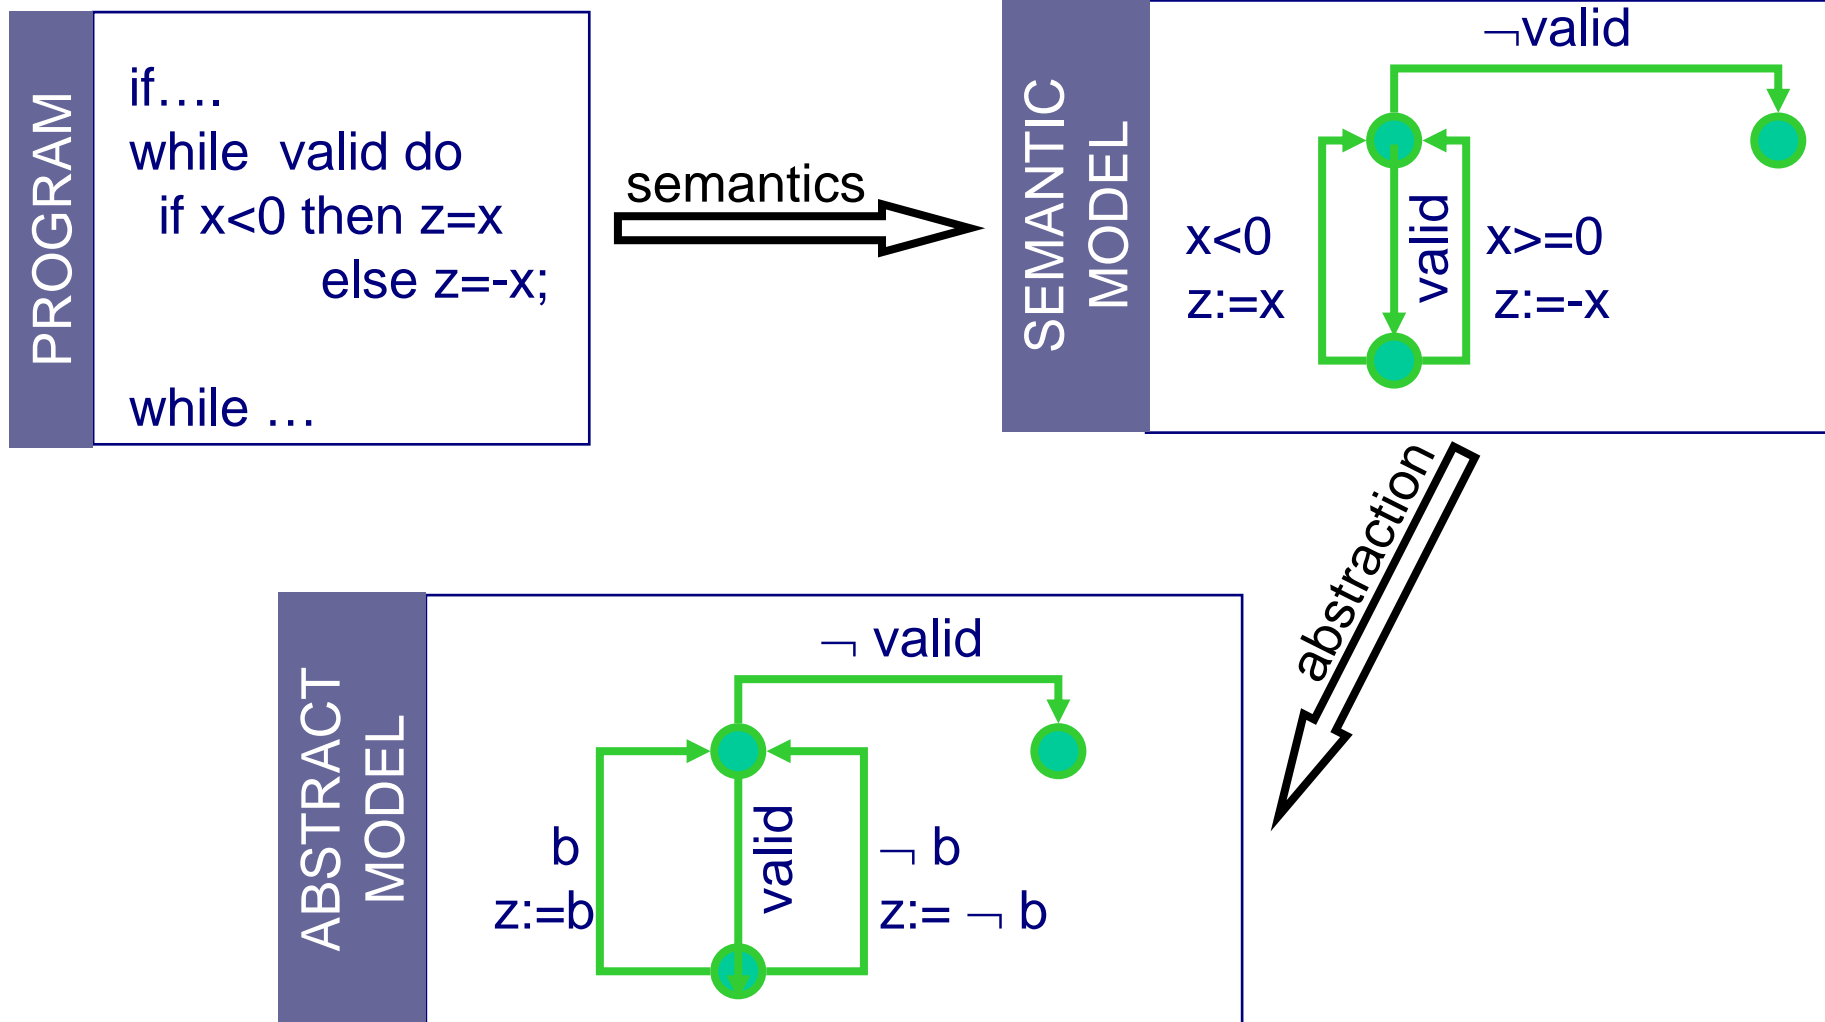 PROGRAM
if….
while valid do
if x<0 then z=x
else z=-x;
while …
semantics
SEMANTIC
MODEL
¬valid
x<0
z:=x
valid
x>=0
z:=-x
abstraction
ABSTRACT
MODEL
¬ valid
b
z:=b
valid
¬ b
z:= ¬ b